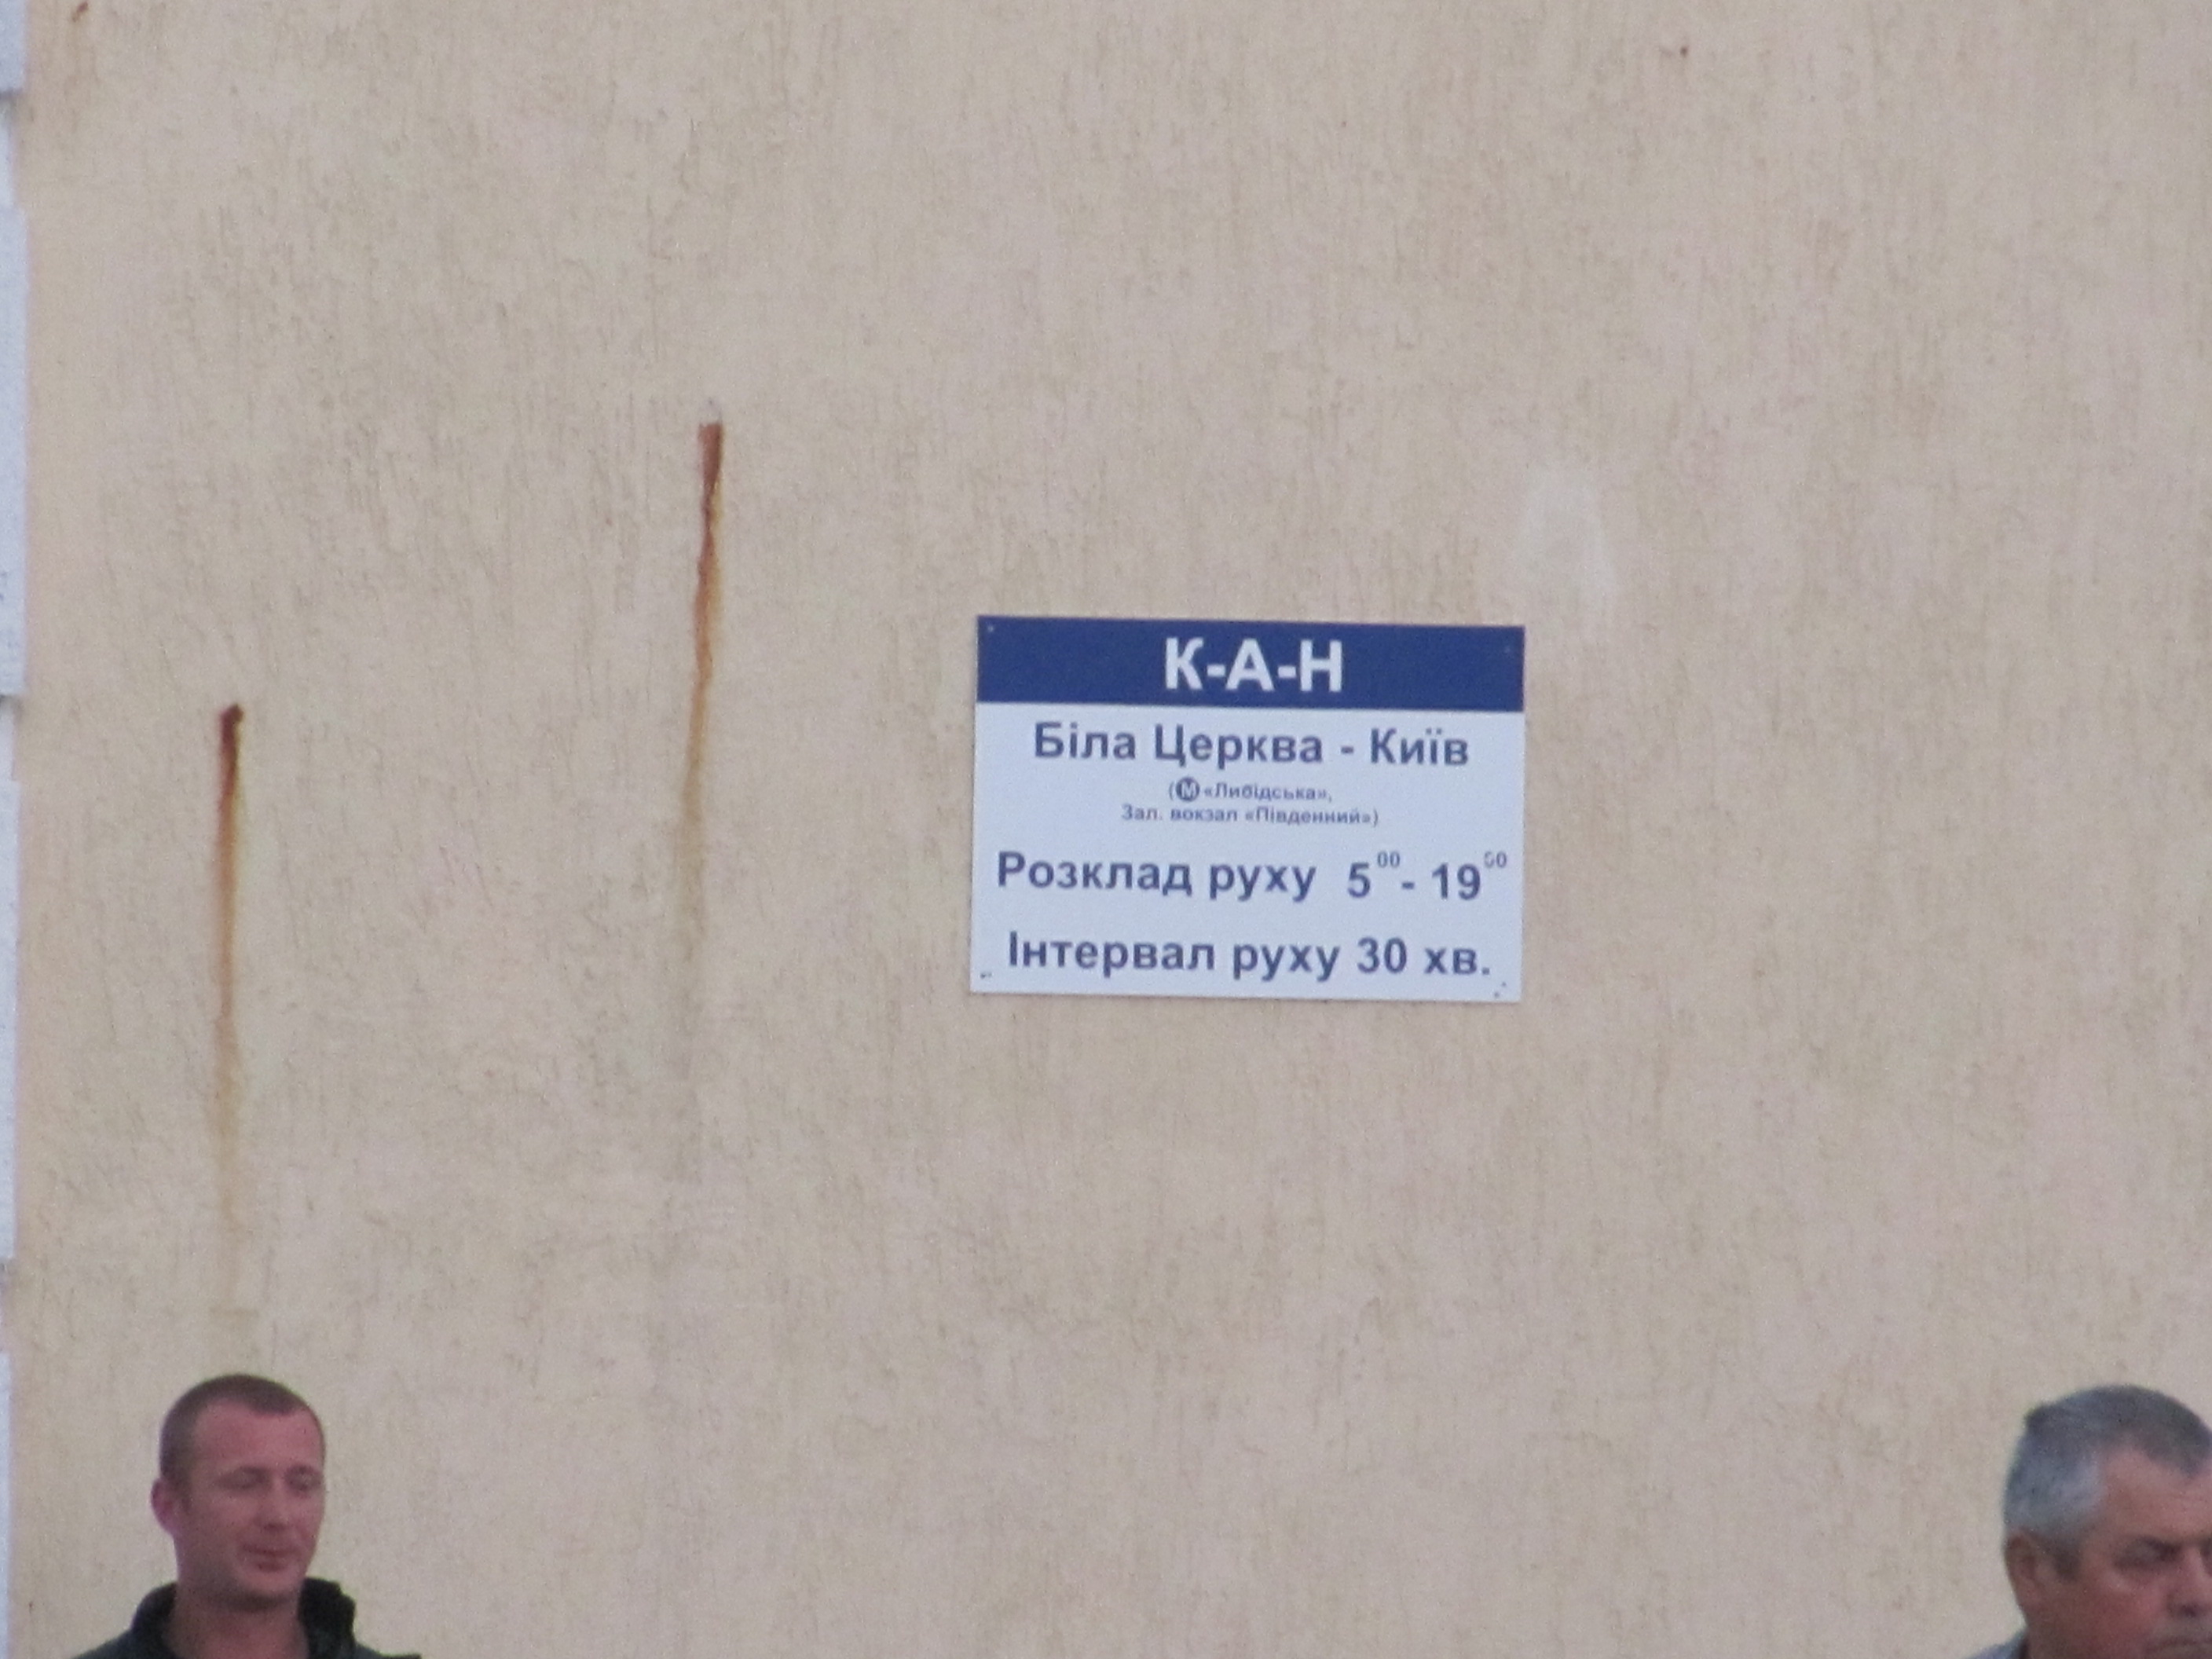 К-А-Н
Біла Церква - Київ
(М «Либідська»,
Зал. вокзал «Південний»)
Розклад руху 5⁰⁰- 19⁰⁰
Інтервал руху 30 хв.